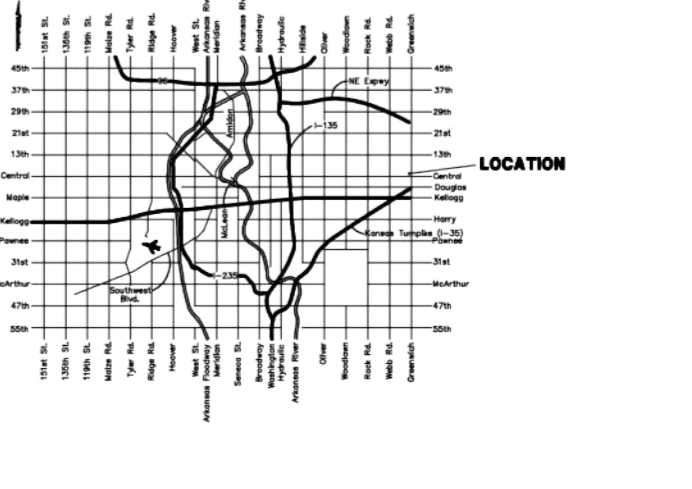 151st St.
135th St.
119th St.
Maize Rd.
Tyler Rd.
Ridge Rd.
Hoover
West St.
Meridian
Broadway
Hydraulic
Hillside
Oliver
Woodlawn
Rock Rd.
Webb Rd.
Greenwich
45th
45th
37th
NE Expwy
37th
29th
29th
Amidon
I-135
21st
21st
13th
13th
LOCATION
Central
Central
Douglas
Maple
Kellogg
Kellogg
McLean
Harry
Kansas Turnpike (I-35)
Pawnee
Pawnee
31st
31st
I-235
McArthur
Southwest
Blvd.
McArthur
47th
47th
55th
55th
151st St.
135th St.
119th St.
Maize Rd.
Tyler Rd.
Ridge Rd.
Hoover
West St.
Arkansas Floodway
Meridian
Seneca St.
Broadway
Washington
Hydraulic
Arkansas River
Oliver
Woodlawn
Rock Rd.
Webb Rd.
Greenwich